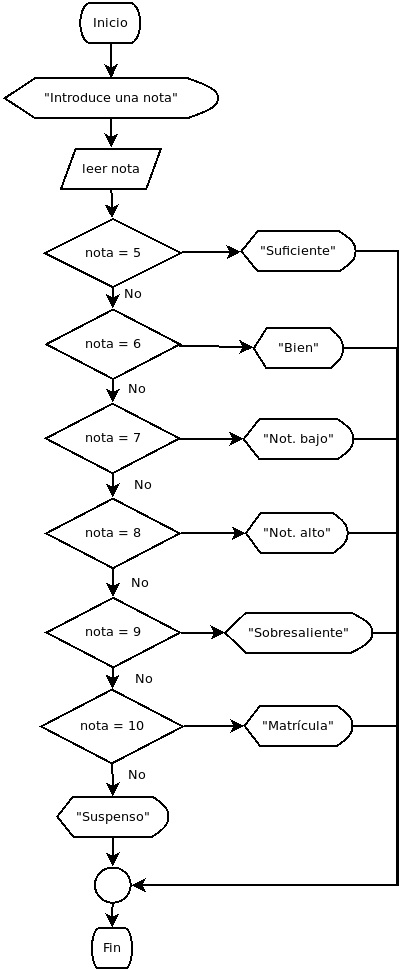 Inicio
"Introduce una nota"
leer nota
nota = 5
"Suficiente"
No
nota = 6
"Bien"
No
nota = 7
"Not. bajo"
No
nota = 8
"Not. alto"
No
nota = 9
"Sobresaliente"
No
nota = 10
"Matrícula"
No
"Suspenso"
Fin